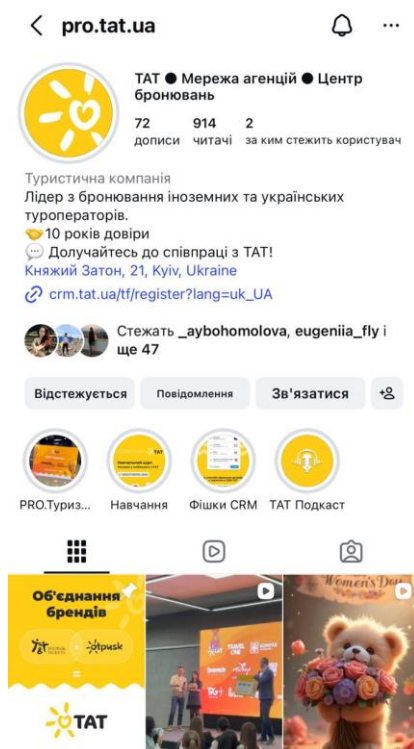 pro.tat.ua
ТАТ ● Мережа агенцій ● Центр
бронювань
72 914 2
дописи читачі за ким стежить користувач
Туристична компанія
Лідер з бронювання іноземних та українських
туроператорів.
🤝10 років довіри
💬 Долучайтесь до співпраці з ТАТ!
Княжий Затон, 21, Kyiv, Ukraine
crm.tat.ua/tf/register?lang=uk_UA
Стежать _aybohomolova, eugeniia_fly і
ще 47
Відстежується Повідомлення Зв'язатися
PRO.Туриз... Навчання Фішки CRM ТАТ Подкаст
Об'єднання
брендів
otpusk
=
ТАТ
TRAVEL
ONE
Women's Day